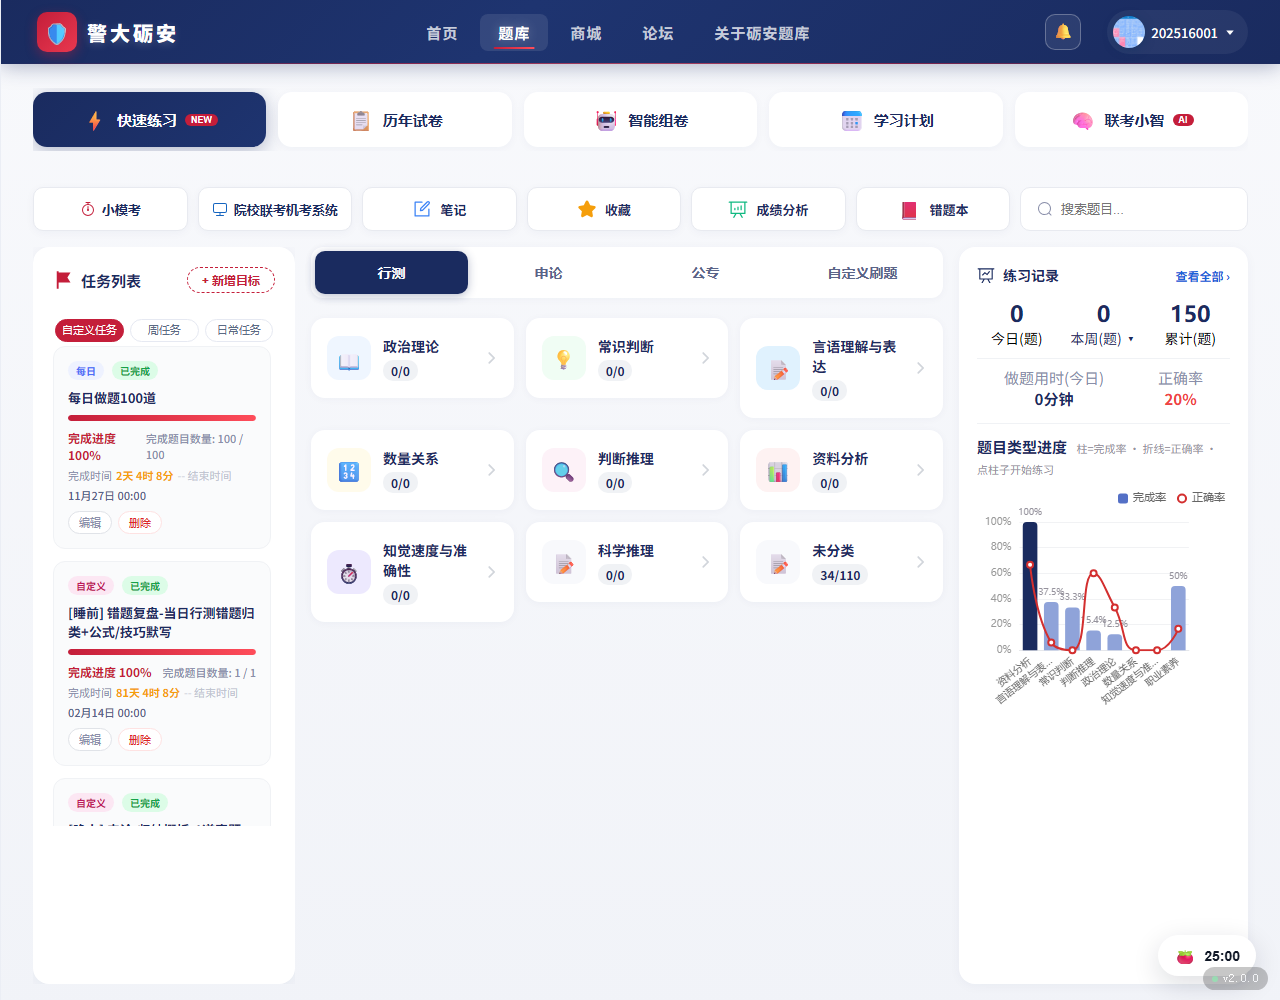 警大砺安
首页
题库
商城
论坛
关于砺安题库
202516001
快速练习 NEW
历年试卷
智能组卷
学习计划
联考小智 AI
小模考
院校联考机考系统
笔记
收藏
成绩分析
错题本
搜索题目...
任务列表
+ 新增目标
自定义任务
周任务
日常任务
每日 已完成
每日做题100道
完成进度 100%
完成题目数量: 100 / 100
完成时间 2天 4时 8分 -- 结束时间
11月27日 00:00
编辑 删除
自定义 已完成
[睡前] 错题复盘-当日行测错题归
类+公式/技巧默写
完成进度 100% 完成题目数量: 1 / 1
完成时间 81天 4时 8分 -- 结束时间
02月14日 00:00
编辑 删除
自定义 已完成
行测
申论
公专
自定义刷题
政治理论
0/0
常识判断
0/0
言语理解与表
达
0/0
数量关系
0/0
判断推理
0/0
资料分析
0/0
知觉速度与准
确性
0/0
科学推理
0/0
未分类
34/110
练习记录
查看全部 ›
0
今日(题)
0
本周(题) ▾
150
累计(题)
做题用时(今日)
0分钟
正确率
20%
题目类型进度 柱=完成率 · 折线=正确率 ·
点柱子开始练习
完成率 正确率
100%
80%
60%
40%
20%
0%
100%
37.5%
33.3%
12.5%
50%
资料分析
言语理解与表...
常识判断
判断推理
政治理论
数量关系
知觉速度与准...
职业素养
25:00
v2.0.0